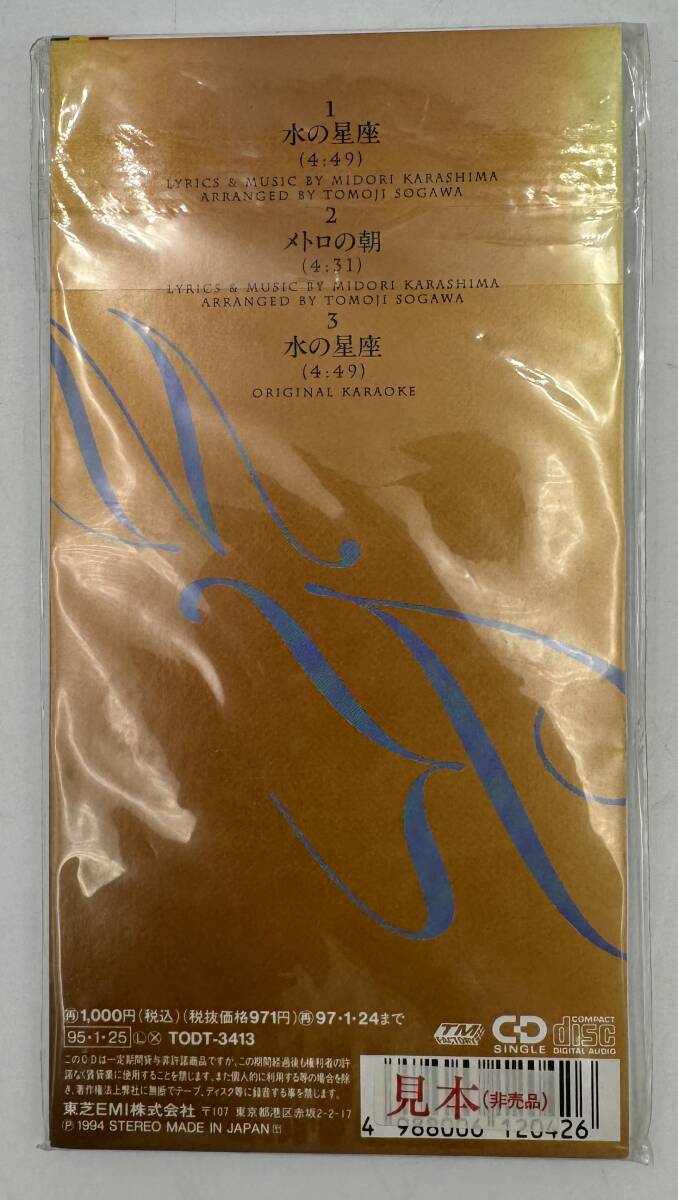 1
水の星座
(4:49)
LYRICS & MUSIC BY MIDORI KARASHIMA
ARRANGED BY TOMOJI SOGAWA
2
メトロの朝
(4:31)
LYRICS & MUSIC BY MIDORI KARASHIMA
ARRANGED BY TOMOJI SOGAWA
3
水の星座
(4:49)
ORIGINAL KARAOKE
再1,000円(税込)(税抜価格971円)再97・1・24まで
95・1・25 Ⓛ TODT-3413
TM FACTORY
CD SINGLE
COMPACT disc DIGITAL AUDIO
このCDは一定期間貸与非許諾商品ですが、この期間経過後も権利者の許
諾なく賃貸業に使用することを禁じます。また個人的に利用する等の場合を除
き、著作権法上弊社に無断でテープ、ディスク等に録音する事を禁じます。
東芝EMI株式会社 〒107 東京都港区赤坂2-2-17
Ⓟ 1994 STEREO MADE IN JAPAN
見本(非売品)
4 988006 120426